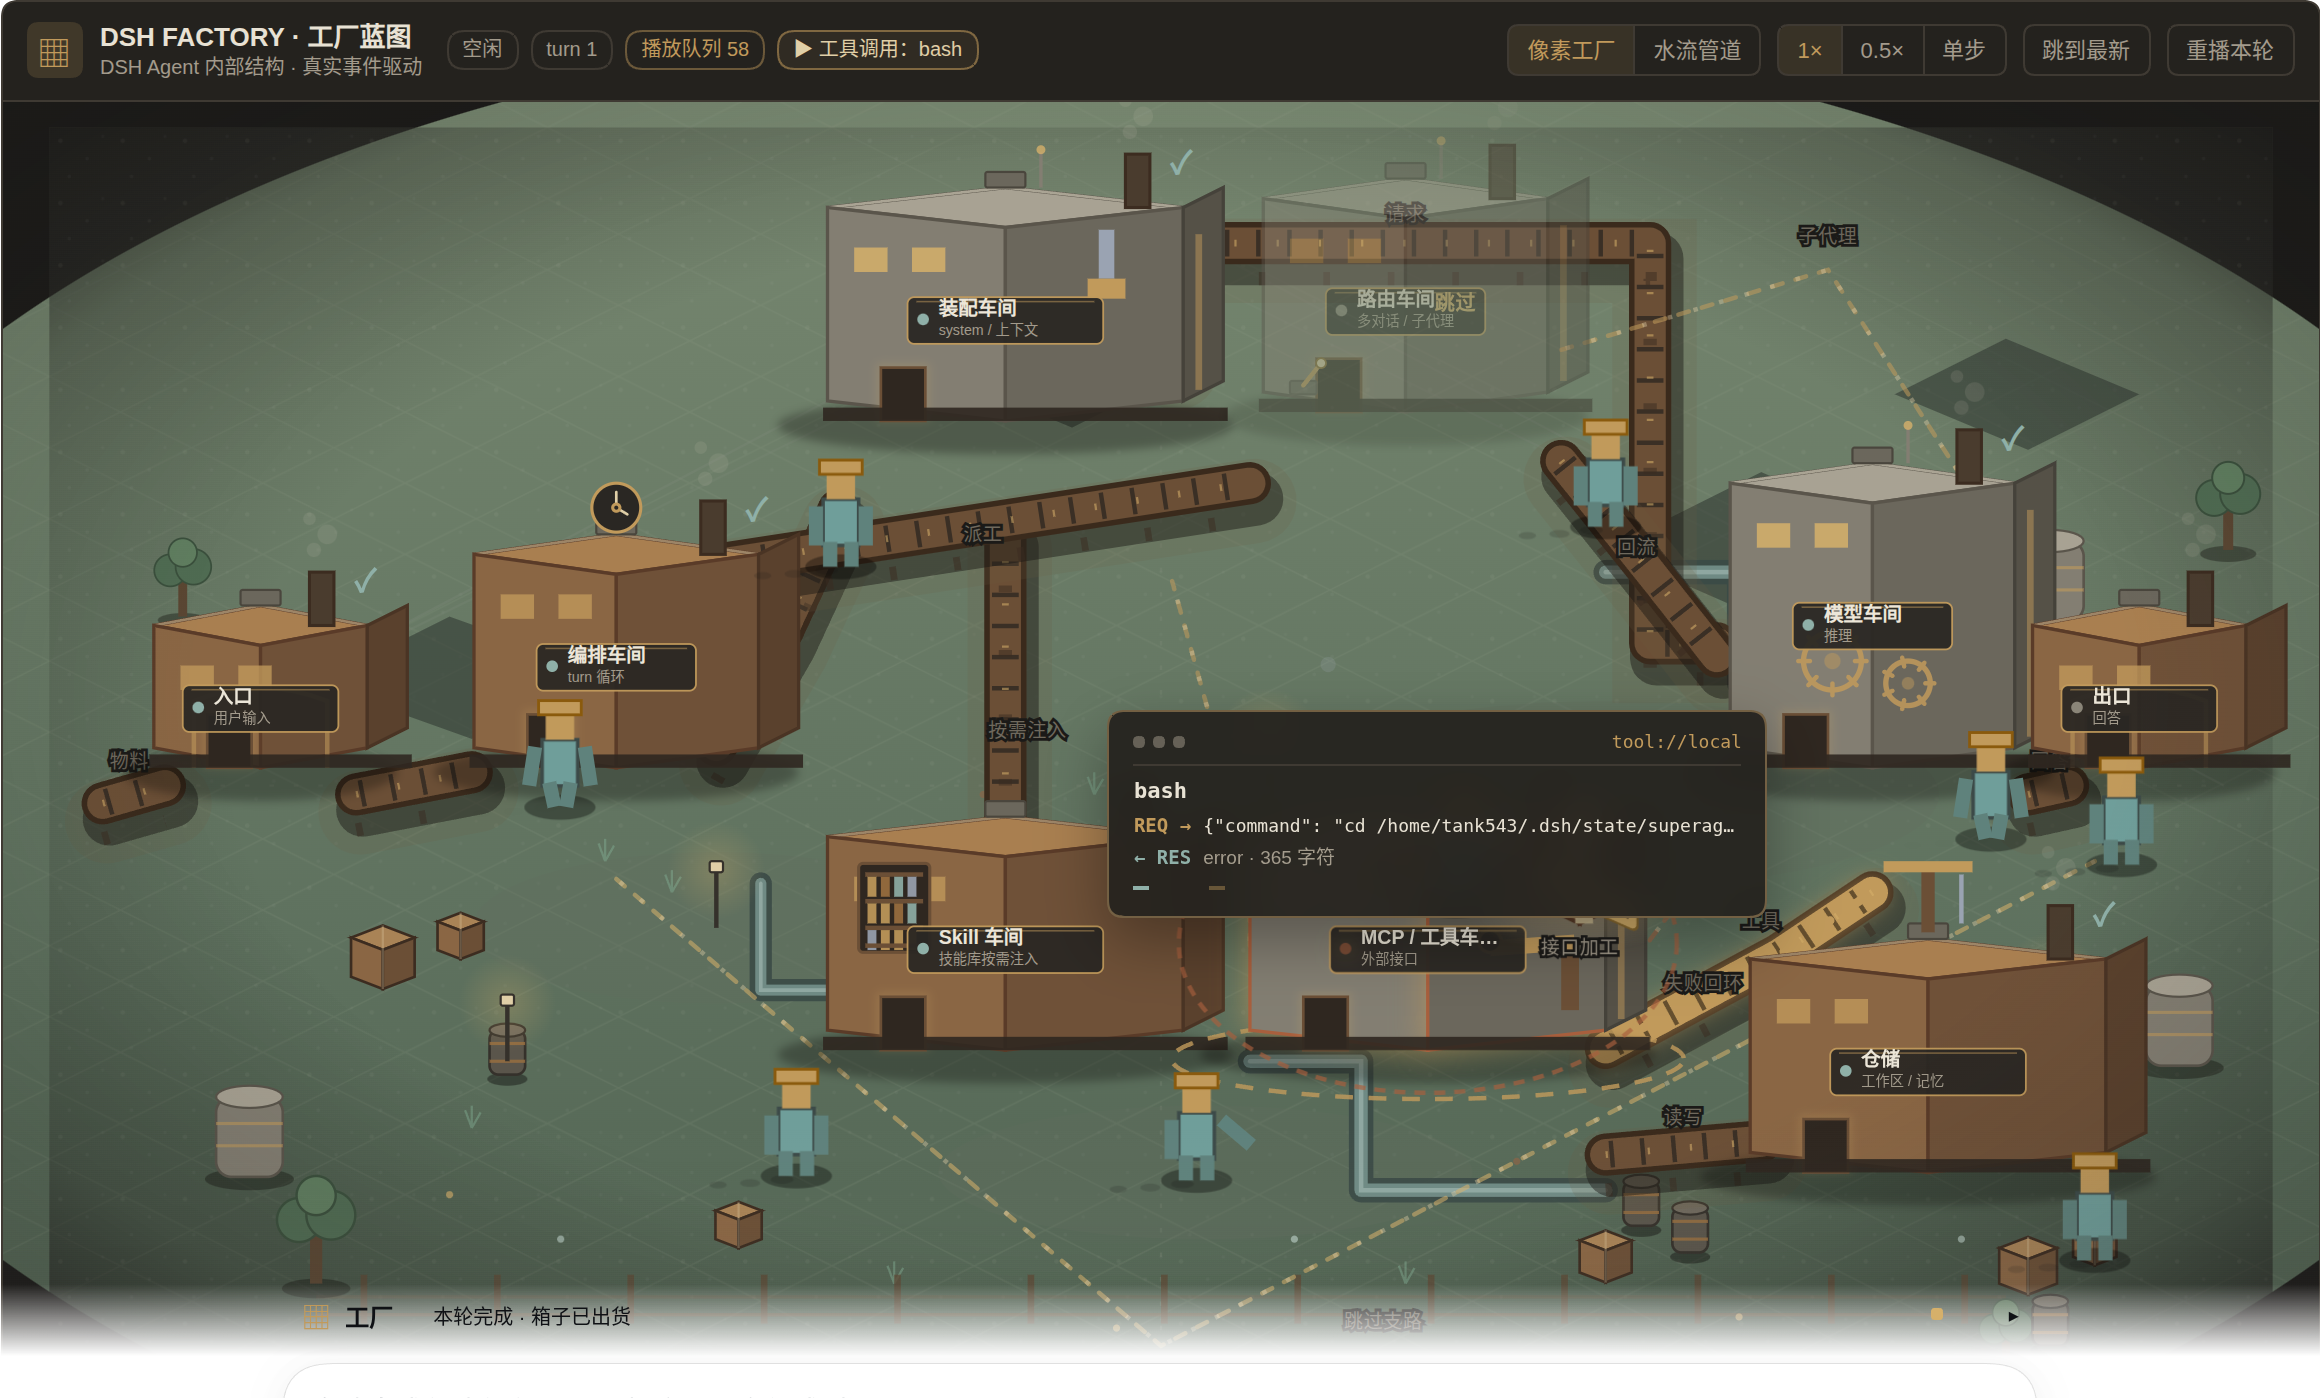 DSH FACTORY · 工厂蓝图
DSH Agent 内部结构 · 真实事件驱动
空闲
turn 1
播放队列 58
▶ 工具调用：bash
像素工厂
水流管道
1×
0.5×
单步
跳到最新
重播本轮
请求
子代理
装配车间
system / 上下文
路由车间
跳过
多对话 / 子代理
派工
回流
模型车间
推理
编排车间
turn 循环
入口
用户输入
出口
回答
物料
按需注入
tool://local
bash
REQ → {"command": "cd /home/tank543/.dsh/state/superag…
← RES error · 365 字符
工具
Skill 车间
技能库按需注入
MCP / 工具车…
外部接口
接口加工
失败回环
仓储
工作区 / 记忆
读写
工厂
本轮完成 · 箱子已出货
跳过支路